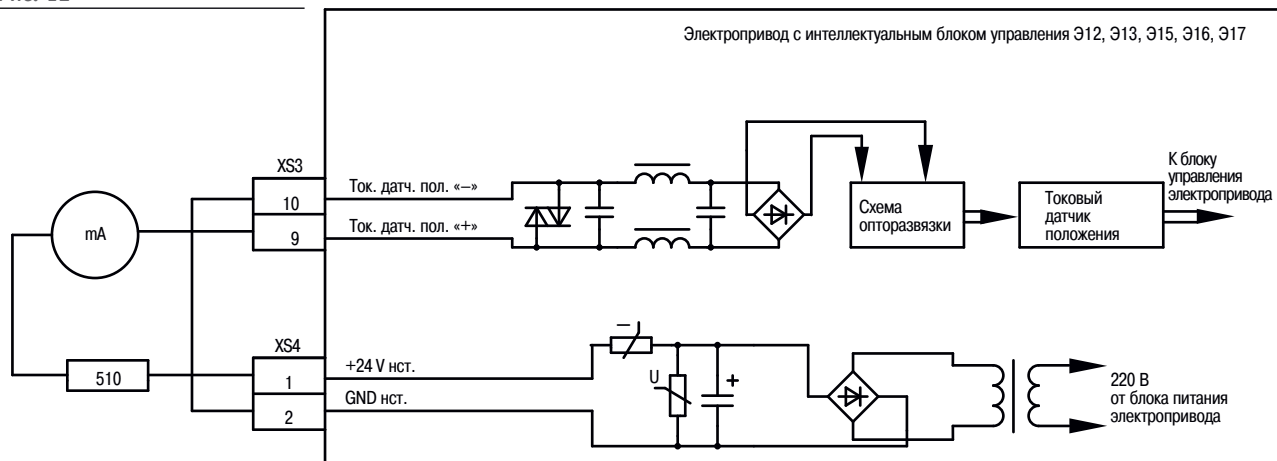 Электропривод с интеллектуальным блоком управления Э12, Э13, Э15, Э16, Э17
XS3
10
9
Ток. датч. пол. «–»
Ток. датч. пол. «+»
mA
Схема
опторазвязки
Токовый
датчик
положения
К блоку
управления
электропривода
XS4
1
2
+24 V нст.
GND нст.
510
–
U
+
220 В
от блока питания
электропривода